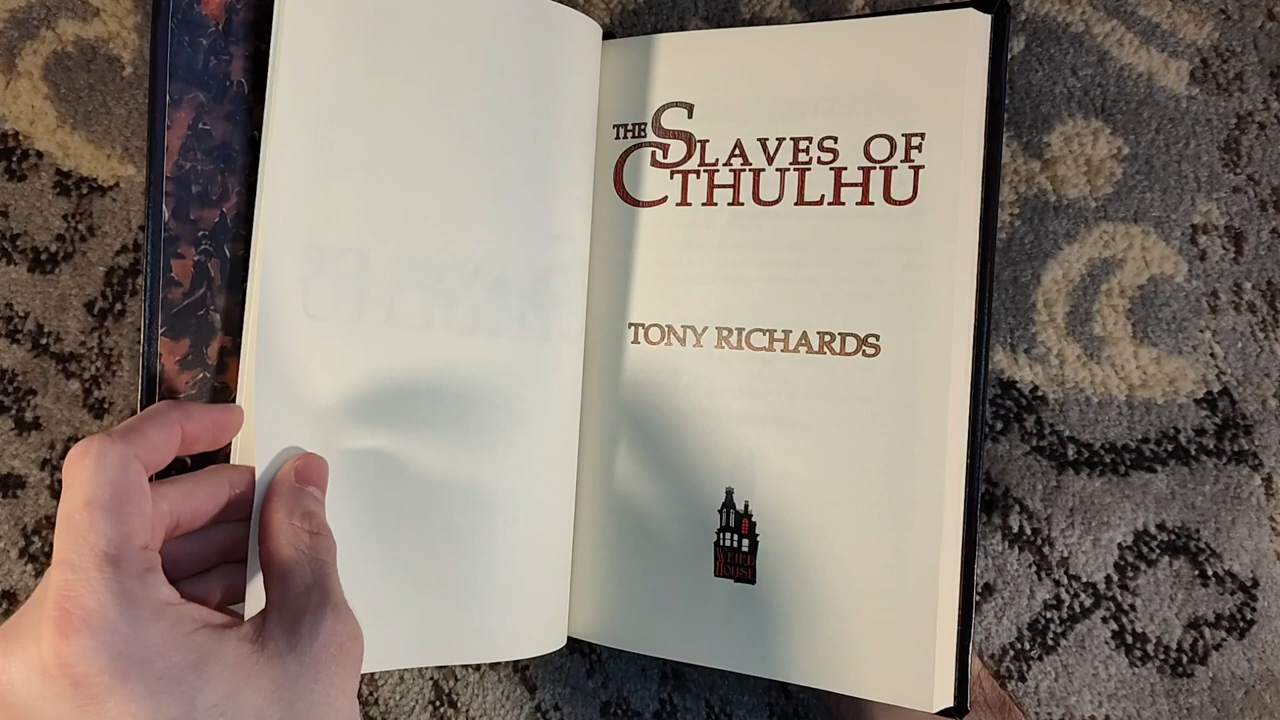 THE SLAVES OF
CTHULHU
TONY RICHARDS
WEIRD
HOUSE